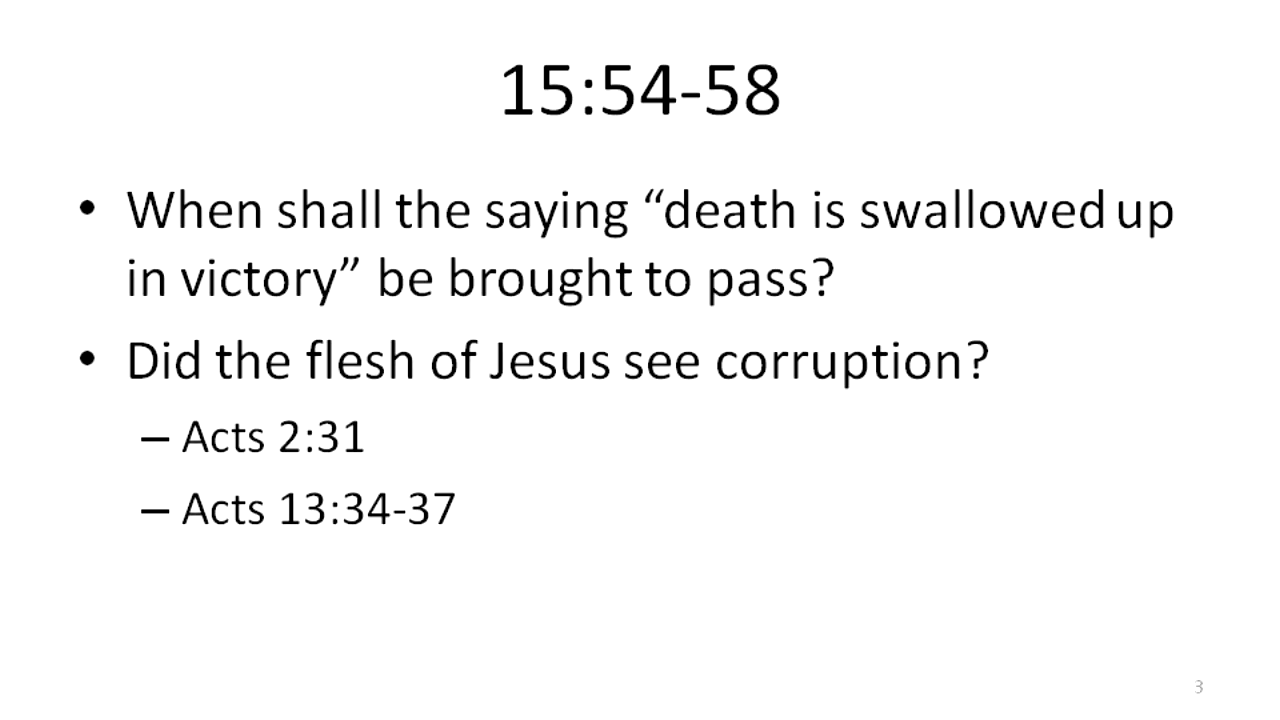 15:54-58
• When shall the saying “death is swallowed up
in victory” be brought to pass?
• Did the flesh of Jesus see corruption?
– Acts 2:31
– Acts 13:34-37
3